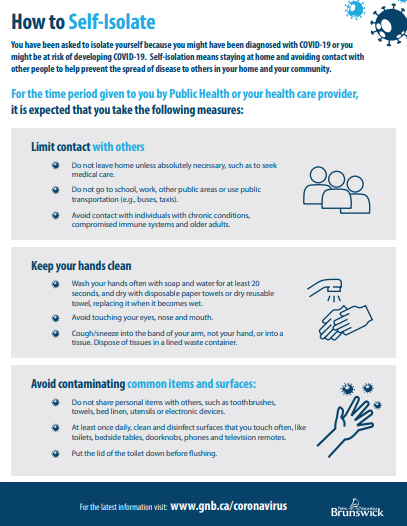 How to Self-Isolate
You have been asked to isolate yourself because you might have been diagnosed with COVID-19 or you
might be at risk of developing COVID-19. Self-isolation means staying at home and avoiding contact with
other people to help prevent the spread of disease to others in your home and your community.
For the time period given to you by Public Health or your health care provider,
it is expected that you take the following measures:
Limit contact with others
Do not leave home unless absolutely necessary, such as to seek
medical care.
Do not go to school, work, other public areas or use public
transportation (e.g., buses, taxis).
Avoid contact with individuals with chronic conditions,
compromised immune systems and older adults.
Keep your hands clean
Wash your hands often with soap and water for at least 20
seconds, and dry with disposable paper towels or dry reusable
towel, replacing it when it becomes wet.
Avoid touching your eyes, nose and mouth.
Cough/sneeze into the band of your arm, not your hand, or into a
tissue. Dispose of tissues in a lined waste container.
Avoid contaminating common items and surfaces:
Do not share personal items with others, such as toothbrushes,
towels, bed linen, utensils or electronic devices.
At least once daily, clean and disinfect surfaces that you touch often, like
toilets, bedside tables, doorknobs, phones and television remotes.
Put the lid of the toilet down before flushing.
For the latest information visit: www.gnb.ca/coronavirus
New Nouveau
Brunswick